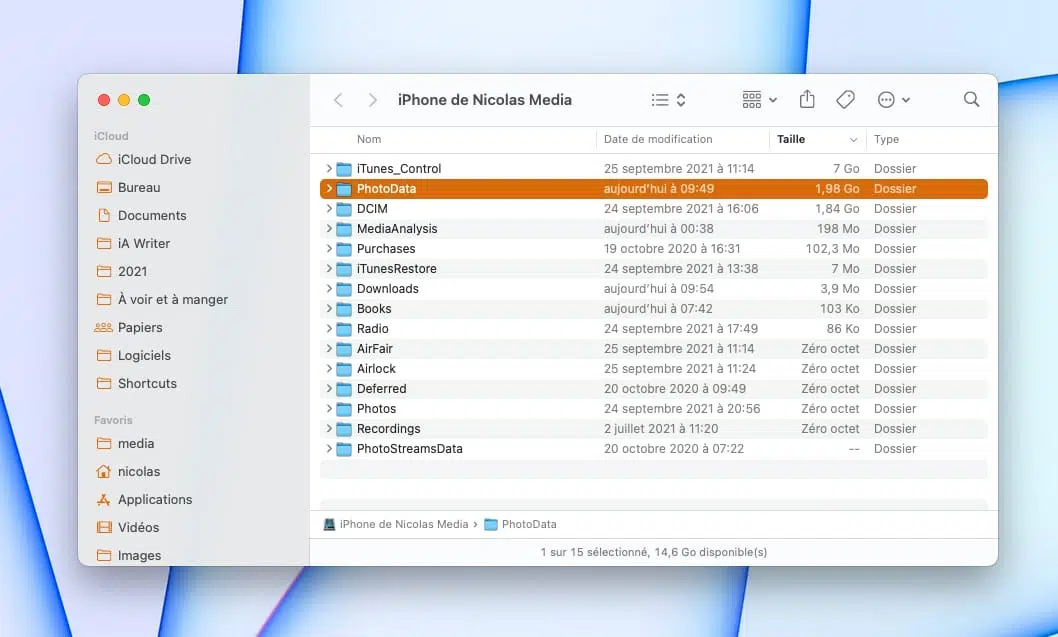 iPhone de Nicolas Media
iCloud
iCloud Drive
Bureau
Documents
iA Writer
2021
À voir et à manger
Papiers
Logiciels
Shortcuts
Favoris
media
nicolas
Applications
Vidéos
Images
Nom Date de modification Taille Type
iTunes_Control 25 septembre 2021 à 11:14 7 Go Dossier
PhotoData aujourd’hui à 09:49 1,98 Go Dossier
DCIM 24 septembre 2021 à 16:06 1,84 Go Dossier
MediaAnalysis aujourd’hui à 00:38 198 Mo Dossier
Purchases 19 octobre 2020 à 16:31 102,3 Mo Dossier
iTunesRestore 24 septembre 2021 à 13:38 7 Mo Dossier
Downloads aujourd’hui à 09:54 3,9 Mo Dossier
Books aujourd’hui à 07:42 103 Ko Dossier
Radio 24 septembre 2021 à 17:49 86 Ko Dossier
AirFair 25 septembre 2021 à 11:14 Zéro octet Dossier
Airlock 25 septembre 2021 à 11:24 Zéro octet Dossier
Deferred 20 octobre 2020 à 09:49 Zéro octet Dossier
Photos 24 septembre 2021 à 20:56 Zéro octet Dossier
Recordings 2 juillet 2021 à 11:20 Zéro octet Dossier
PhotoStreamsData 20 octobre 2020 à 07:22 -- Dossier
iPhone de Nicolas Media › PhotoData
1 sur 15 sélectionné, 14,6 Go disponible(s)